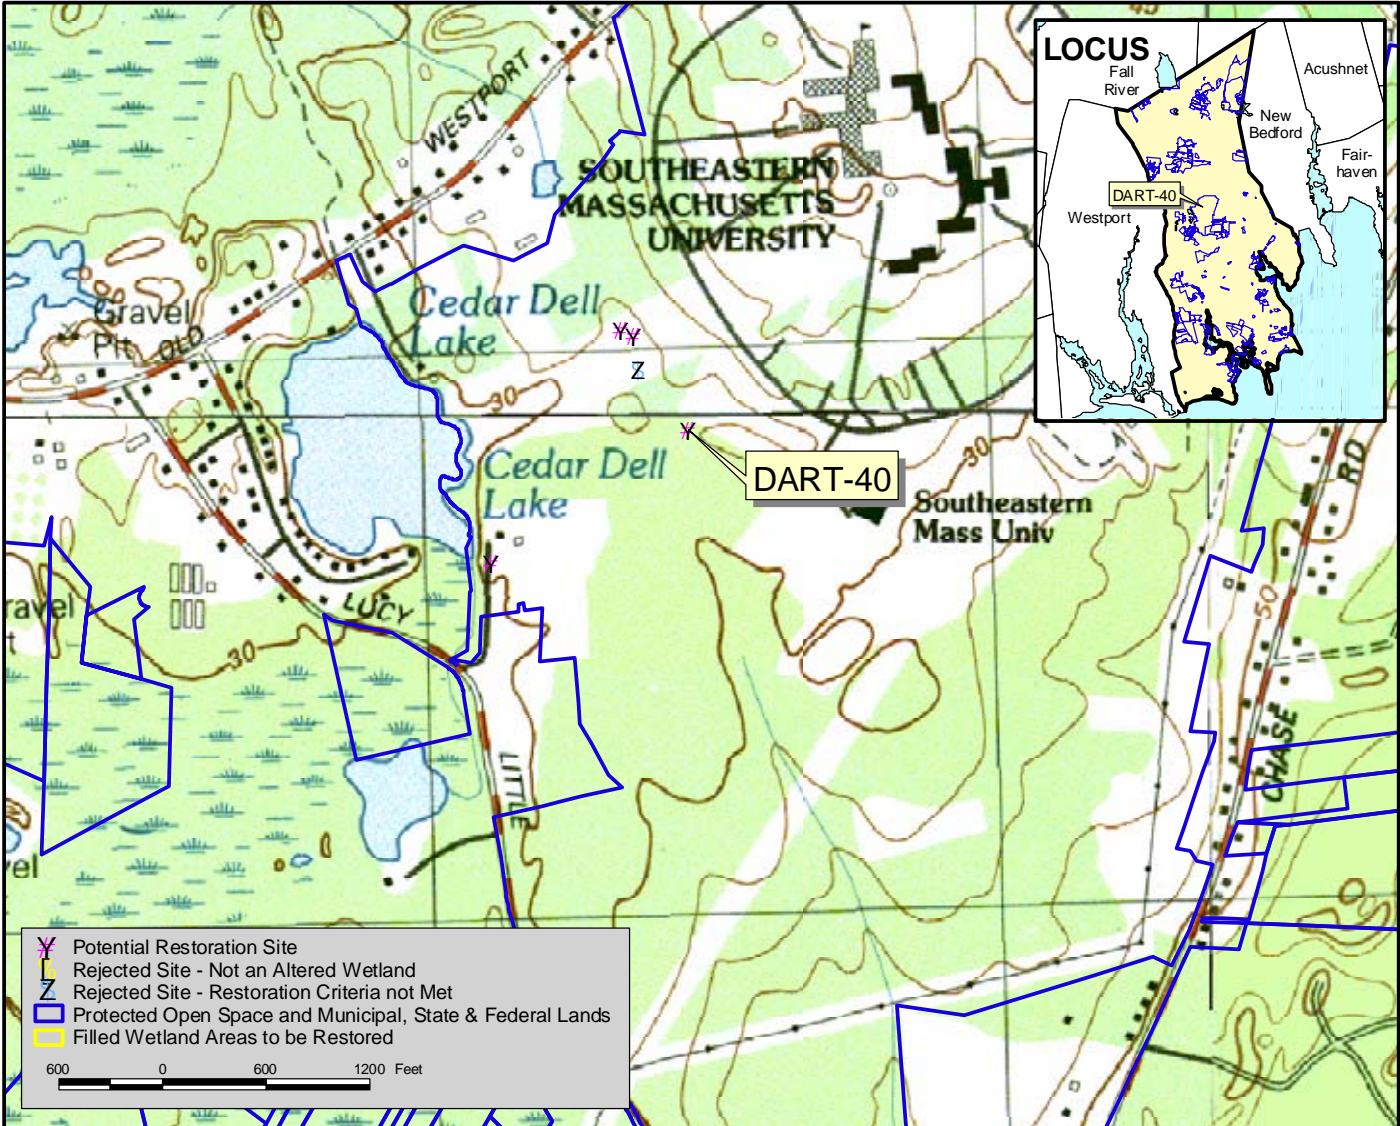 WESTPORT
SOUTHEASTERN
MASSACHUSETTS
UNIVERSITY
LOCUS
Fall
River
Acushnet
New
Bedford
Fair-
haven
DART-40
Westport
Gravel
Pit
OLD
Cedar Dell
Lake
30
Cedar Dell
Lake
DART-40
30
Southeastern
Mass Univ
RD
50
CHASE
ravel
t
LUCY
30
LITTLE
vel
Y Potential Restoration Site
L Rejected Site - Not an Altered Wetland
Z Rejected Site - Restoration Criteria not Met
Protected Open Space and Municipal, State & Federal Lands
Filled Wetland Areas to be Restored
600 0 600 1200 Feet
Y
Y
Z
Y
Y